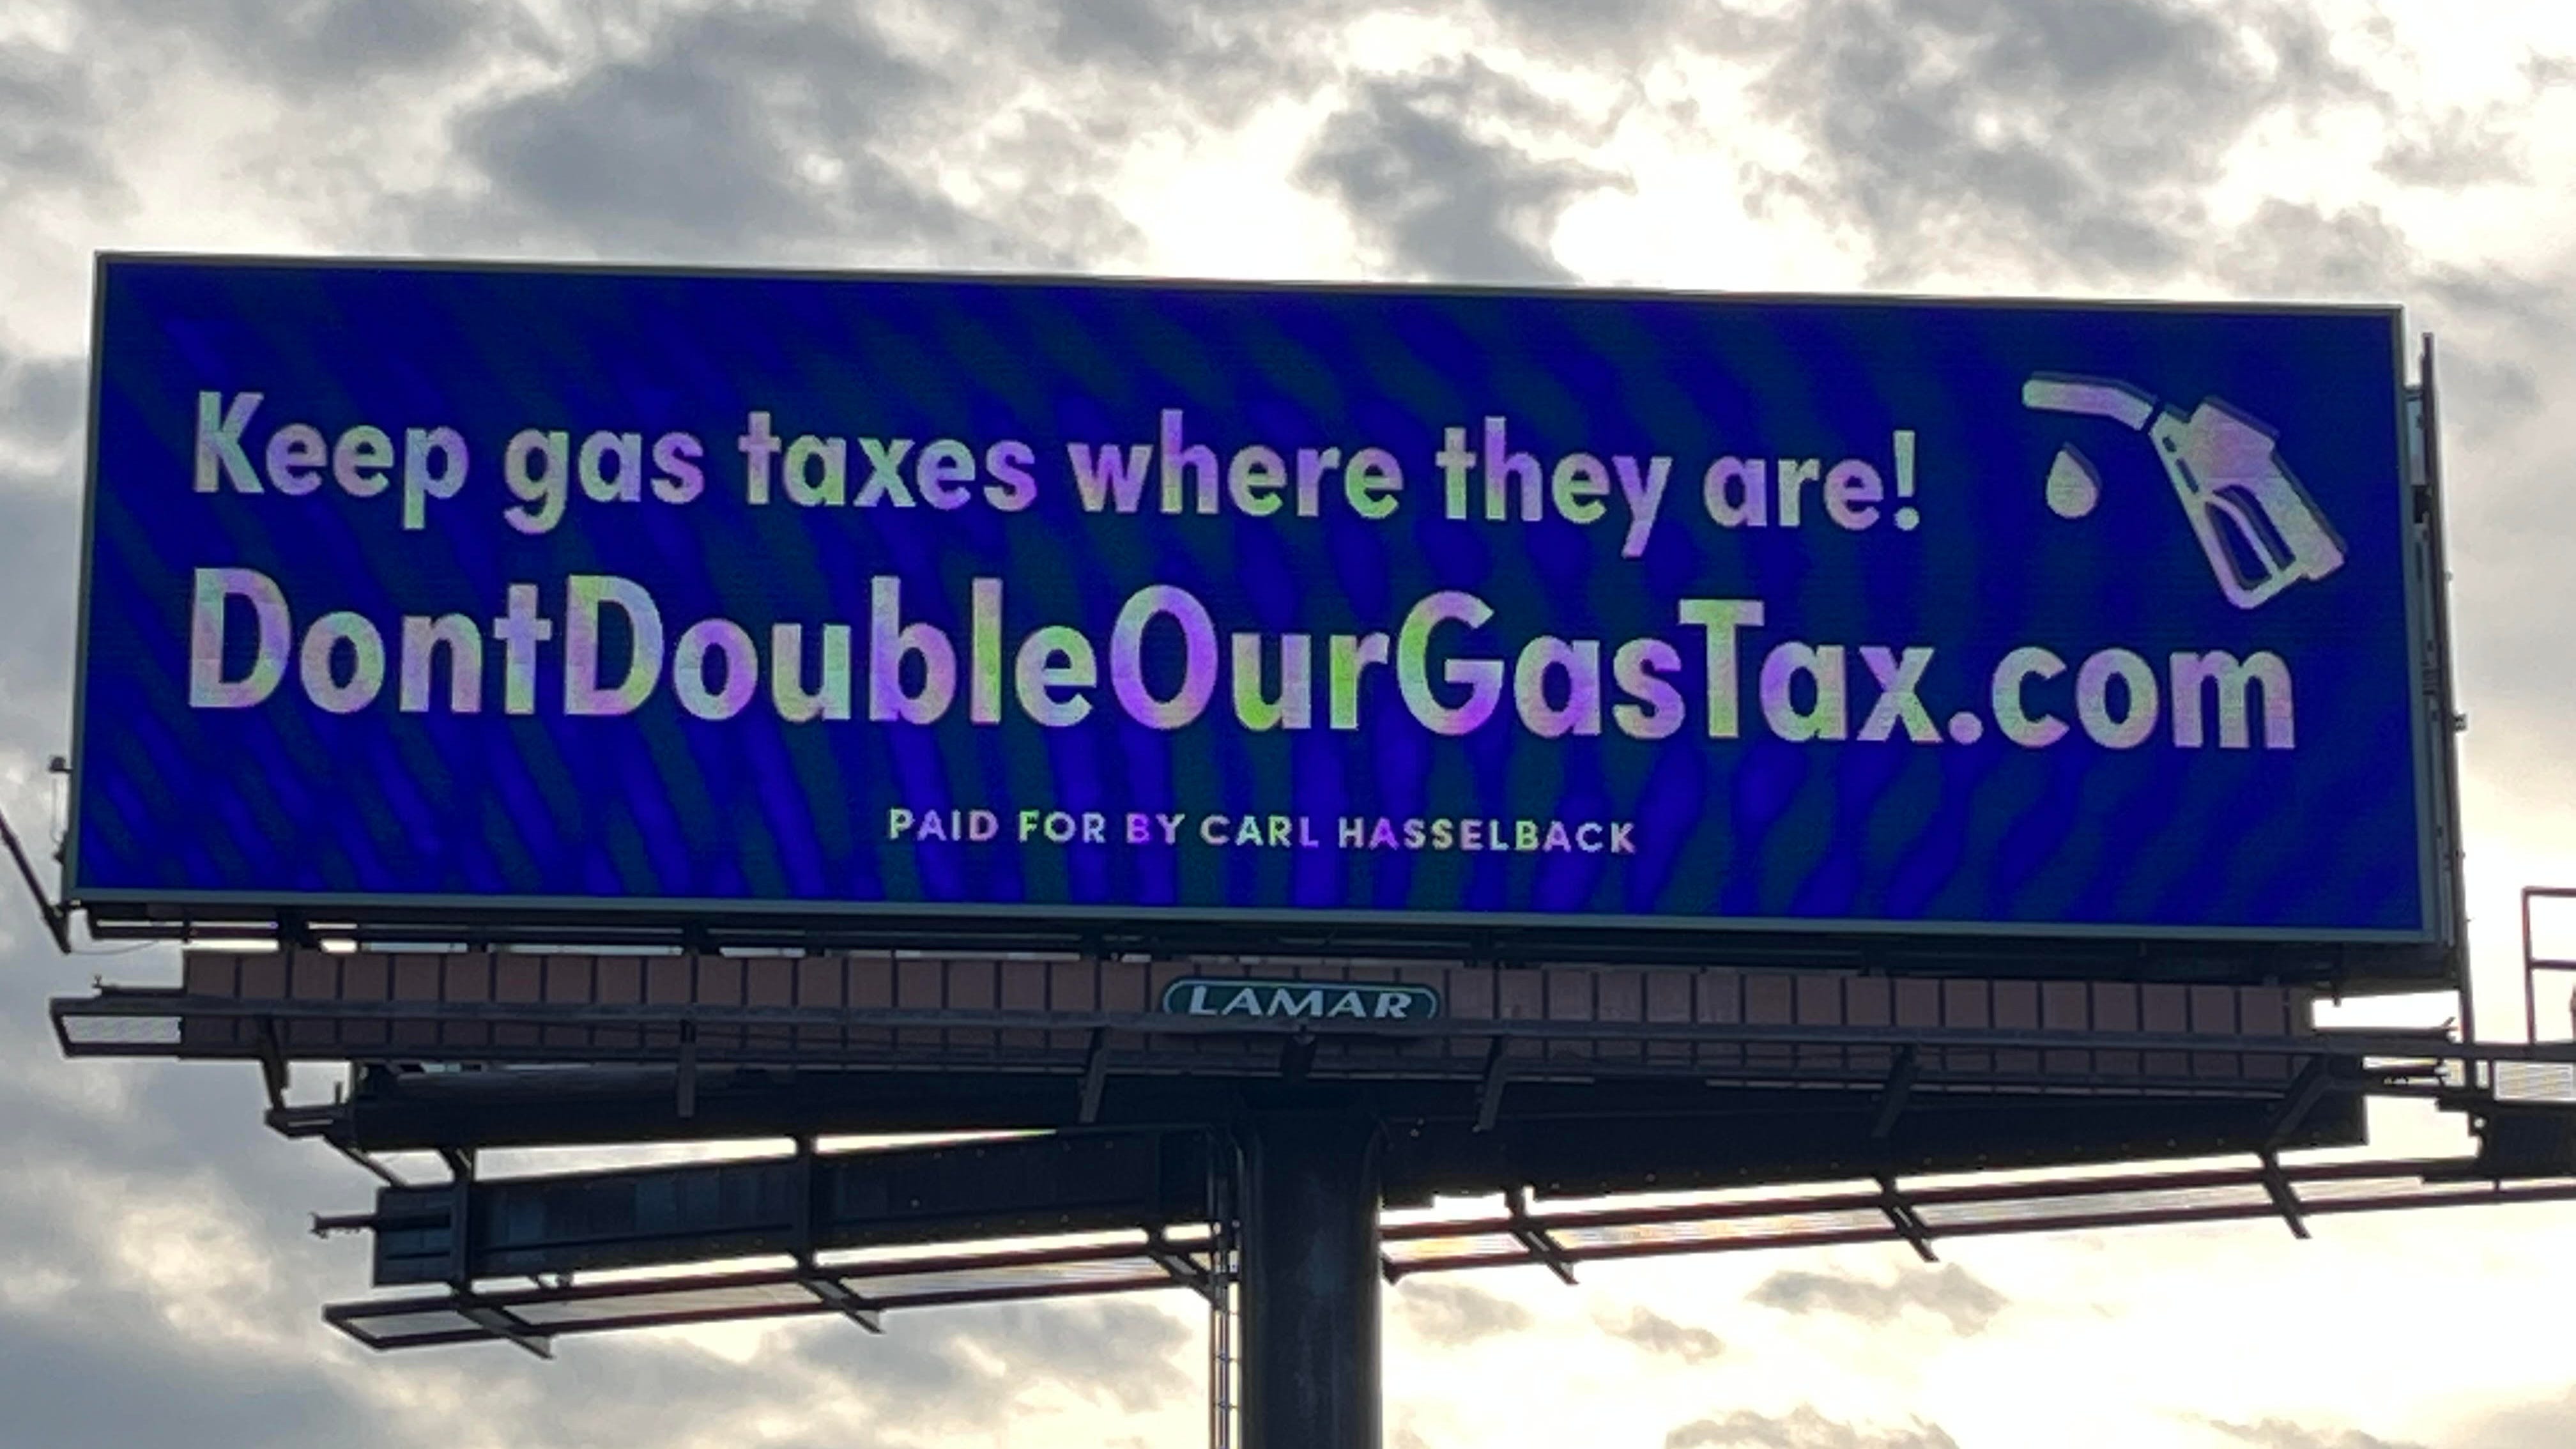 Keep gas taxes where they are!
DontDoubleOurGasTax.com
PAID FOR BY CARL HASSELBACK
LAMAR